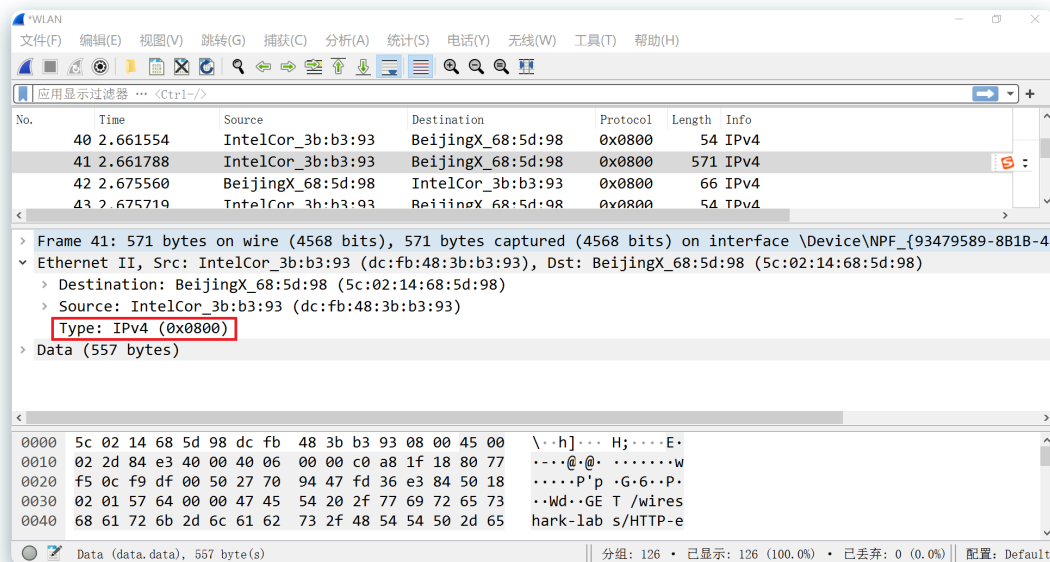 *WLAN
文件(F) 编辑(E) 视图(V) 跳转(G) 捕获(C) 分析(A) 统计(S) 电话(Y) 无线(W) 工具(T) 帮助(H)
应用显示过滤器 … <Ctrl-/>
No. Time Source Destination Protocol Length Info
40 2.661554 IntelCor_3b:b3:93 BeijingX_68:5d:98 0x0800 54 IPv4
41 2.661788 IntelCor_3b:b3:93 BeijingX_68:5d:98 0x0800 571 IPv4
42 2.675560 BeijingX_68:5d:98 IntelCor_3b:b3:93 0x0800 66 IPv4
43 2.675719 IntelCor_3b:b3:93 BeijingX_68:5d:98 0x0800 54 IPv4
Frame 41: 571 bytes on wire (4568 bits), 571 bytes captured (4568 bits) on interface \Device\NPF_{93479589-8B1B-4
Ethernet II, Src: IntelCor_3b:b3:93 (dc:fb:48:3b:b3:93), Dst: BeijingX_68:5d:98 (5c:02:14:68:5d:98)
Destination: BeijingX_68:5d:98 (5c:02:14:68:5d:98)
Source: IntelCor_3b:b3:93 (dc:fb:48:3b:b3:93)
Type: IPv4 (0x0800)
Data (557 bytes)
0000 5c 02 14 68 5d 98 dc fb 48 3b b3 93 08 00 45 00 \··h]··· H;····E·
0010 02 2d 84 e3 40 00 40 06 00 00 c0 a8 1f 18 80 77 ·-··@·@· ·······w
0020 f5 0c f9 df 00 50 27 70 94 47 fd 36 e3 84 50 18 ·····P'p ·G·6··P·
0030 02 01 57 64 00 00 47 45 54 20 2f 77 69 72 65 73 ··Wd··GE T /wires
0040 68 61 72 6b 2d 6c 61 62 73 2f 48 54 54 50 2d 65 hark-lab s/HTTP-e
Data (data.data), 557 byte(s) 分组: 126 · 已显示: 126 (100.0%) · 已丢弃: 0 (0.0%) 配置: Default